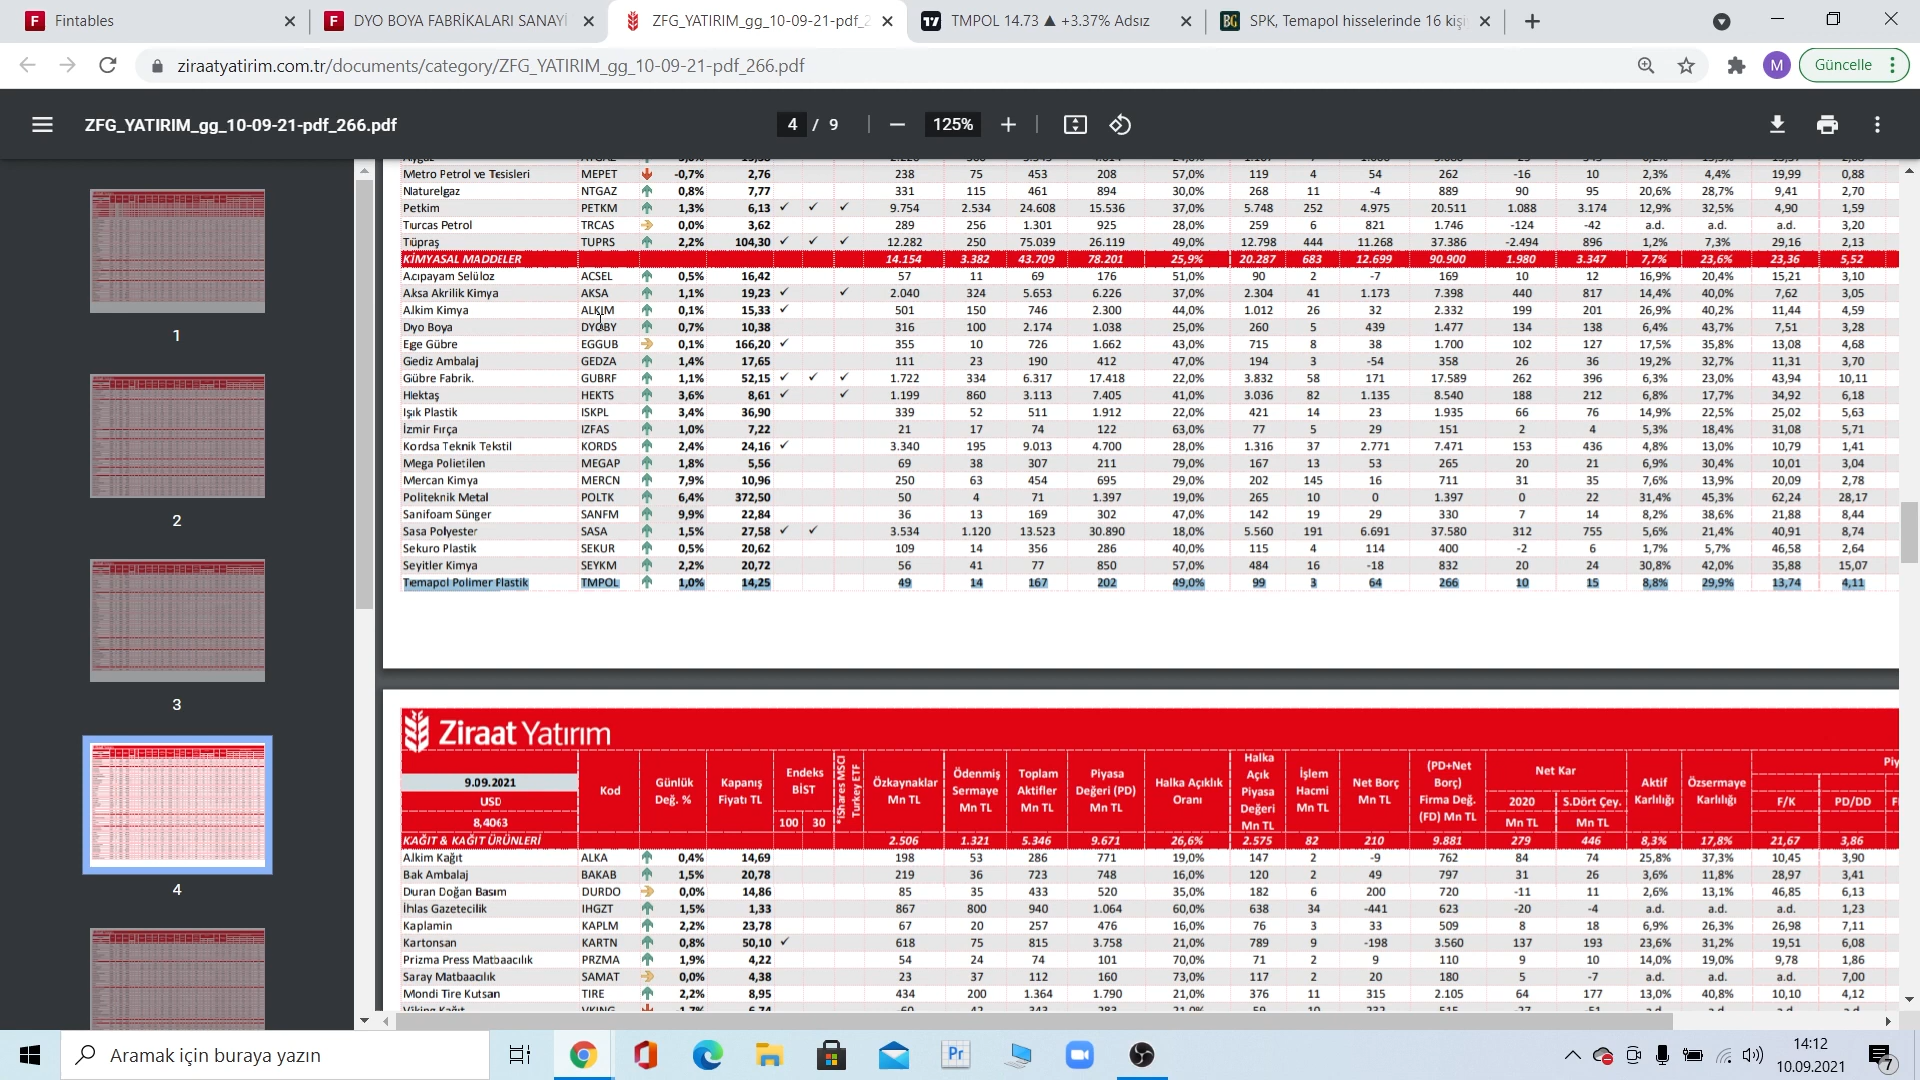 Fintables
DYO BOYA FABRİKALARI SANAYİ
ZFG_YATIRIM_gg_10-09-21-pdf_2
TMPOL 14.73 ▲ +3.37% Adsız
SPK, Temapol hisselerinde 16 kişi
ziraatyatirim.com.tr/documents/category/ZFG_YATIRIM_gg_10-09-21-pdf_266.pdf
M
Güncelle
ZFG_YATIRIM_gg_10-09-21-pdf_266.pdf
4 / 9
125%
1
2
3
4
Metro Petrol ve Tesisleri MEPET -0,7% 2,76 238 75 453 208 57,0% 119 4 54 262 -16 10 2,3% 4,4% 19,99 0,88
Naturelgaz NTGAZ 0,8% 7,77 331 115 461 894 30,0% 268 11 -4 889 90 95 20,6% 28,7% 9,41 2,70
Petkim PETKM 1,3% 6,13 ✓ ✓ ✓ 9.754 2.534 24.608 15.536 37,0% 5.748 252 4.975 20.511 1.088 3.174 12,9% 32,5% 4,90 1,59
Turcas Petrol TRCAS 0,0% 3,62 289 256 1.301 925 28,0% 259 6 821 1.746 -124 -42 a.d. a.d. a.d. 3,20
Tüpraş TUPRS 2,2% 104,30 ✓ ✓ ✓ 12.282 250 75.039 26.119 49,0% 12.798 444 11.268 37.386 -2.494 896 1,2% 7,3% 29,16 2,13
KİMYASAL MADDELER 14.154 3.382 43.709 78.201 25,9% 20.287 683 12.699 90.900 1.980 3.347 7,7% 23,6% 23,36 5,52
Acıpayam Selüloz ACSEL 0,5% 16,42 57 11 69 176 51,0% 90 2 -7 169 10 12 16,9% 20,4% 15,21 3,10
Aksa Akrilik Kimya AKSA 1,1% 19,23 ✓ ✓ 2.040 324 5.653 6.226 37,0% 2.304 41 1.173 7.398 440 817 14,4% 40,0% 7,62 3,05
Alkim Kimya ALKIM 0,1% 15,33 ✓ 501 150 746 2.300 44,0% 1.012 26 32 2.332 199 201 26,9% 40,2% 11,44 4,59
Dyo Boya DYOBY 0,7% 10,38 316 100 2.174 1.038 25,0% 260 5 439 1.477 134 138 6,4% 43,7% 7,51 3,28
Ege Gübre EGGUB 0,1% 166,20 ✓ 355 10 726 1.662 43,0% 715 8 38 1.700 102 127 17,5% 35,8% 13,08 4,68
Gediz Ambalaj GEDZA 1,4% 17,65 111 23 190 412 47,0% 194 3 -54 358 26 36 19,2% 32,7% 11,31 3,70
Gübre Fabrik. GUBRF 1,1% 52,15 ✓ ✓ ✓ 1.722 334 6.317 17.418 22,0% 3.832 58 171 17.589 262 396 6,3% 23,0% 43,94 10,11
Hektaş HEKTS 3,6% 8,61 ✓ ✓ 1.199 860 3.113 7.405 41,0% 3.036 82 1.135 8.540 188 212 6,8% 17,7% 34,92 6,18
Işık Plastik ISKPL 3,4% 36,90 339 52 511 1.912 22,0% 421 14 23 1.935 66 76 14,9% 22,5% 25,02 5,63
İzmir Fırça IZFAS 1,0% 7,22 21 17 74 122 63,0% 77 5 29 151 2 4 5,3% 18,4% 31,08 5,71
Kordsa Teknik Tekstil KORDS 2,4% 24,16 ✓ 3.340 195 9.013 4.700 28,0% 1.316 37 2.771 7.471 153 436 4,8% 13,0% 10,79 1,41
Mega Polietilen MEGAP 1,8% 5,56 69 38 307 211 79,0% 167 13 53 265 20 21 6,9% 30,4% 10,01 3,04
Mercan Kimya MERCN 7,9% 10,96 250 63 454 695 29,0% 202 145 16 711 31 35 7,6% 13,9% 20,09 2,78
Politeknik Metal POLTK 6,4% 372,50 50 4 71 1.397 19,0% 265 10 0 1.397 0 22 31,4% 45,3% 62,24 28,17
Sanifoam Sünger SANFM 9,9% 22,84 36 13 169 302 47,0% 142 19 29 330 7 14 8,2% 38,6% 21,88 8,44
Sasa Polyester SASA 1,5% 27,58 ✓ ✓ 3.534 1.120 13.523 30.890 18,0% 5.560 191 6.691 37.580 312 755 5,6% 21,4% 40,91 8,74
Sekuro Plastik SEKUR 0,5% 20,62 109 14 356 286 40,0% 115 4 114 400 -2 6 1,7% 5,7% 46,58 2,64
Seyitler Kimya SEYKM 2,2% 20,72 56 41 77 850 57,0% 484 16 -18 832 20 24 30,8% 42,0% 35,88 15,07
Temapol Polimer Plastik TMPOL 1,0% 14,25 49 14 167 202 49,0% 99 3 64 266 10 15 8,8% 29,9% 13,74 4,11
Ziraat Yatırım
9.09.2021
USD
8,4063
Kod
Günlük Değ. %
Kapanış Fiyatı TL
Endeks BİST
100 30
*iShares MSCI Turkey ETF
Özkaynaklar Mn TL
Ödenmiş Sermaye Mn TL
Toplam Aktifler Mn TL
Piyasa Değeri (PD) Mn TL
Halka Açıklık Oranı
Halka Açık Piyasa Değeri Mn TL
İşlem Hacmi Mn TL
Net Borç Mn TL
(PD+Net Borç) Firma Değ. (FD) Mn TL
Net Kar
2020 S.Dört Çey.
Mn TL Mn TL
Aktif Karlılığı
Özsermaye Karlılığı
F/K
PD/DD
KAĞIT & KAĞIT ÜRÜNLERİ 2.506 1.321 5.346 9.671 26,6% 2.575 82 210 9.881 279 446 8,3% 17,8% 21,67 3,86
Alkim Kağıt ALKA 0,4% 14,69 198 53 286 771 19,0% 147 2 -9 762 84 74 25,8% 37,3% 10,45 3,90
Bak Ambalaj BAKAB 1,5% 20,78 219 36 723 748 16,0% 120 2 49 797 31 26 3,6% 11,8% 28,97 3,41
Duran Doğan Basım DURDO 0,0% 14,86 85 35 433 520 35,0% 182 6 200 720 -11 11 2,6% 13,1% 46,85 6,13
İhlas Gazetecilik IHGZT 1,5% 1,33 867 800 940 1.064 60,0% 638 34 -441 623 -20 -4 a.d. a.d. a.d. 1,23
Kaplamin KAPLM 2,2% 23,78 67 20 257 476 16,0% 76 3 33 509 8 18 6,9% 26,3% 26,98 7,11
Kartonsan KARTN 0,8% 50,10 ✓ 618 75 815 3.758 21,0% 789 9 -198 3.560 137 193 23,6% 31,2% 19,51 6,08
Prizma Press Matbaacılık PRZMA 1,9% 4,22 54 24 74 101 70,0% 71 2 9 110 9 10 14,0% 19,0% 9,78 1,86
Saray Matbaacılık SAMAT 0,0% 4,38 23 37 112 160 73,0% 117 2 20 180 5 -7 a.d. a.d. a.d. 7,00
Mondi Tire Kutsan TIRE 2,2% 8,95 434 200 1.364 1.790 21,0% 376 11 315 2.105 64 177 13,0% 40,8% 10,10 4,12
Aramak için buraya yazın
14:12
10.09.2021
7